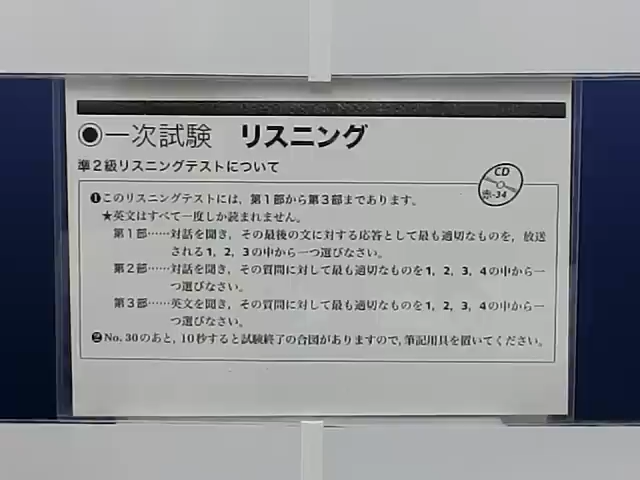 ◉一次試験 リスニング
準2級リスニングテストについて
CD
赤-34
❶このリスニングテストには、第1部から第3部まであります。
★英文はすべて一度しか読まれません。
第1部……対話を聞き、その最後の文に対する応答として最も適切なものを、放送
される1, 2, 3の中から一つ選びなさい。
第2部……対話を聞き、その質問に対して最も適切なものを1, 2, 3, 4の中から一
つ選びなさい。
第3部……英文を聞き、その質問に対して最も適切なものを1, 2, 3, 4の中から一
つ選びなさい。
❷No. 30のあと、10秒すると試験終了の合図がありますので、筆記用具を置いてください。